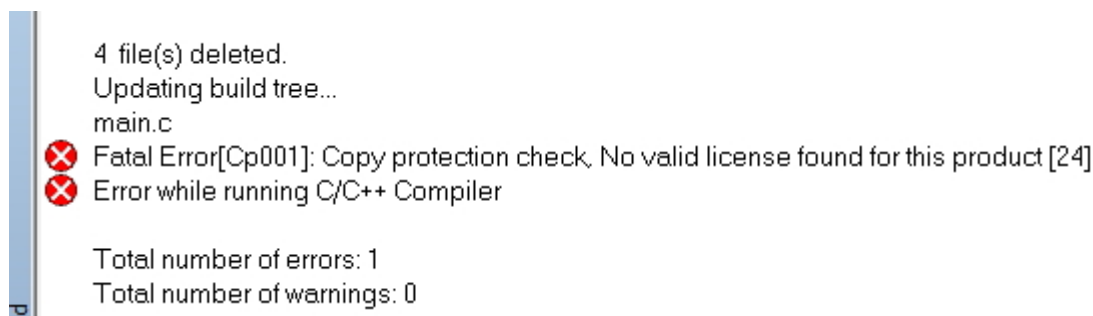 4 file(s) deleted.
Updating build tree...
main.c
Fatal Error[Cp001]: Copy protection check, No valid license found for this product [24]
Error while running C/C++ Compiler
Total number of errors: 1
Total number of warnings: 0